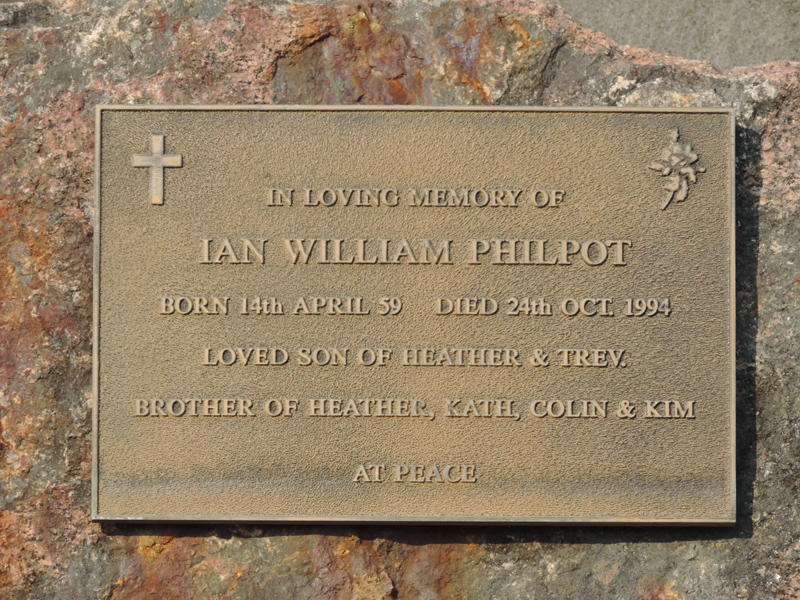 IN LOVING MEMORY OF
IAN WILLIAM PHILPOT
BORN 14th APRIL 59 DIED 24th OCT. 1994
LOVED SON OF HEATHER & TREV.
BROTHER OF HEATHER, KATH, COLIN & KIM
AT PEACE